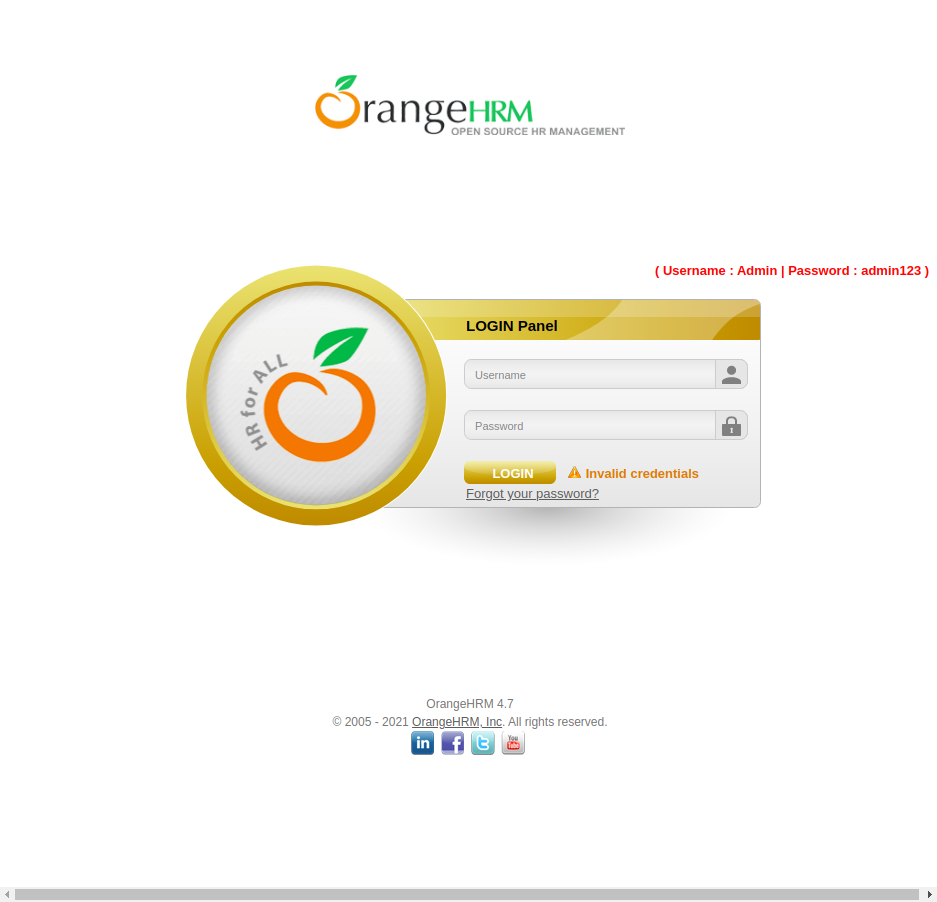 OrangeHRM
OPEN SOURCE HR MANAGEMENT
( Username : Admin | Password : admin123 )
HR for ALL
LOGIN Panel
Username
Password
LOGIN
Invalid credentials
Forgot your password?
OrangeHRM 4.7
© 2005 - 2021 OrangeHRM, Inc. All rights reserved.
in f t You Tube